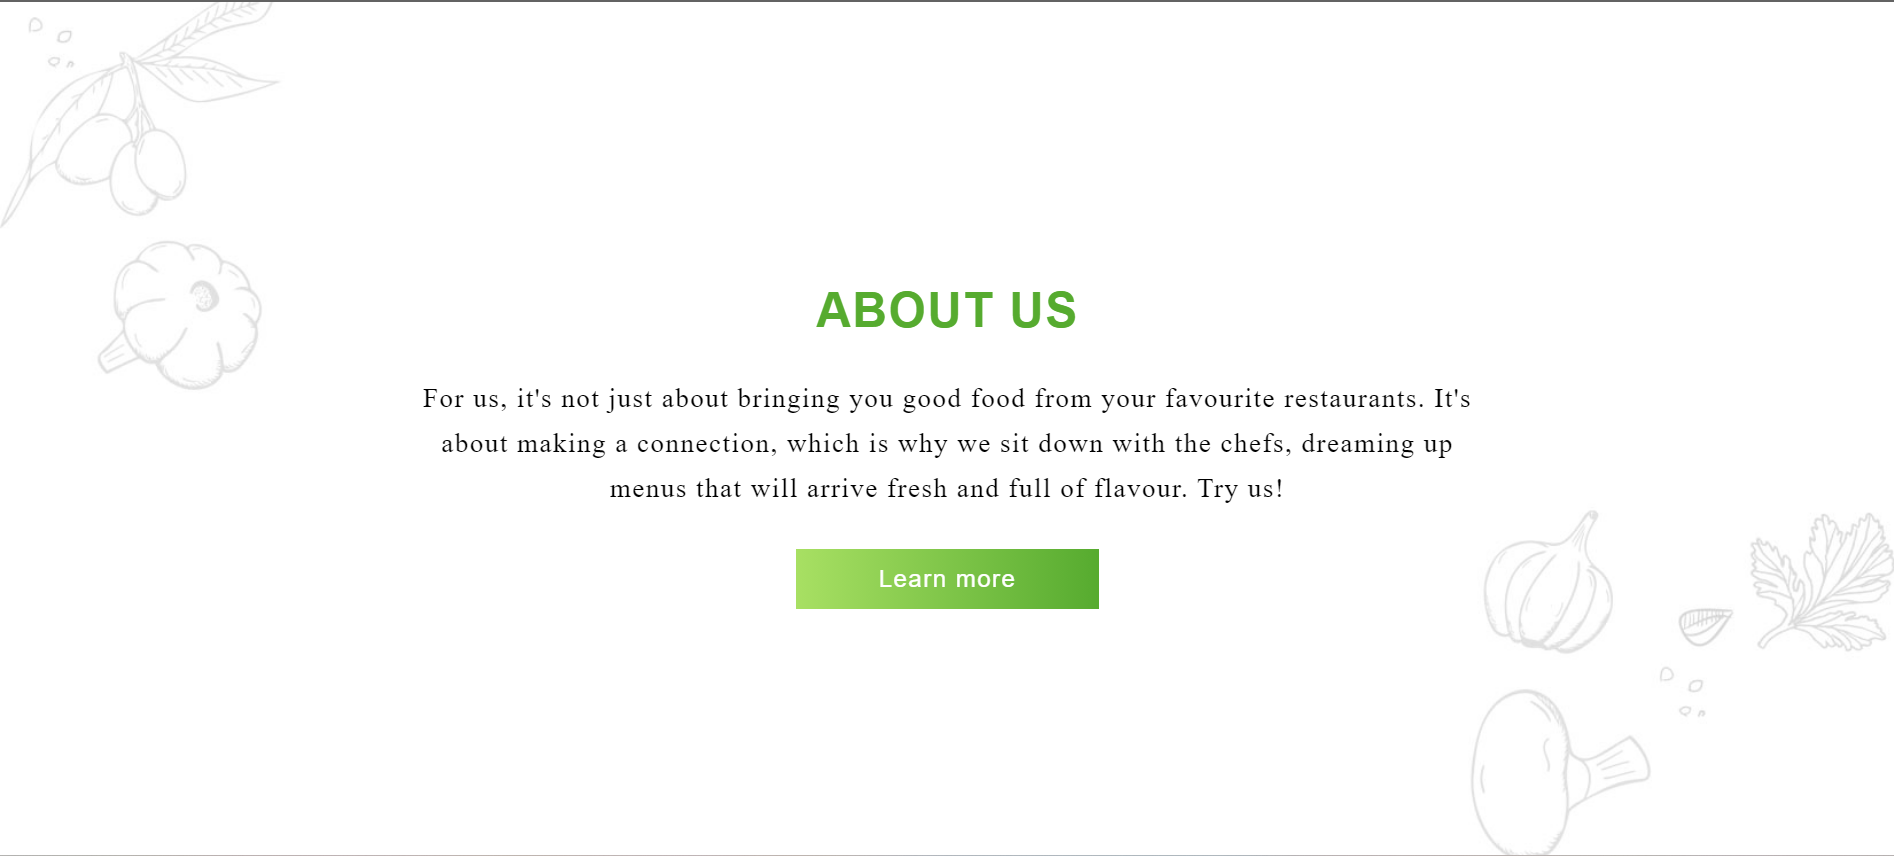 ABOUT US
For us, it's not just about bringing you good food from your favourite restaurants. It's
about making a connection, which is why we sit down with the chefs, dreaming up
menus that will arrive fresh and full of flavour. Try us!
Learn more